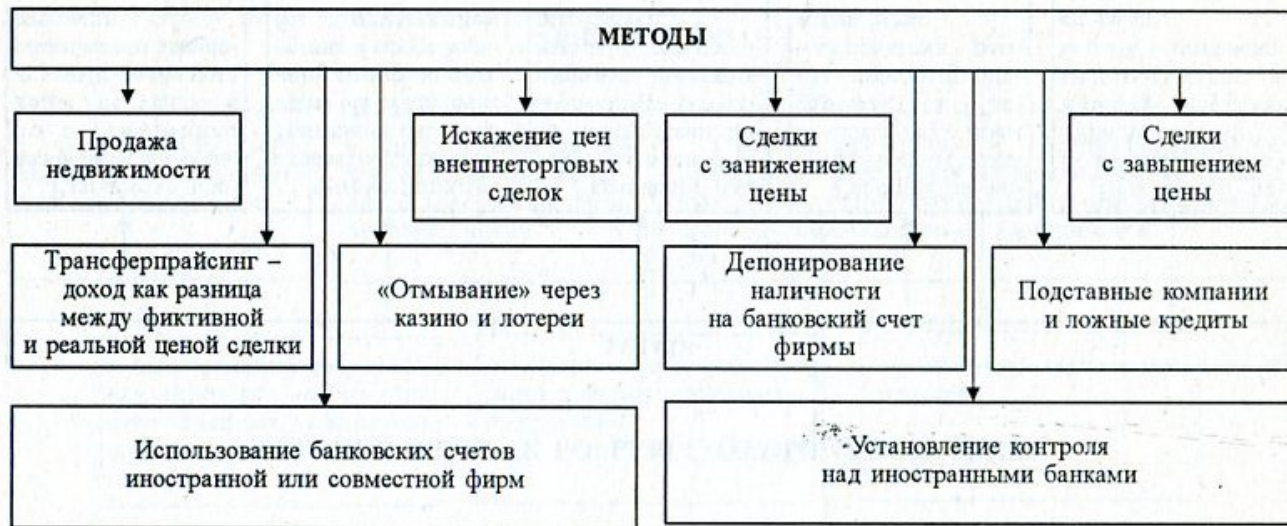 МЕТОДЫ
Продажа
недвижимости
Искажение цен
внешнеторговых
сделок
Сделки
с занижением
цены
Сделки
с завышением
цены
Трансферпрайсинг –
доход как разница
между фиктивной
и реальной ценой сделки
«Отмывание» через
казино и лотереи
Депонирование
наличности
на банковский счет
фирмы
Подставные компании
и ложные кредиты
Использование банковских счетов
иностранной или совместной фирм
Установление контроля
над иностранными банками